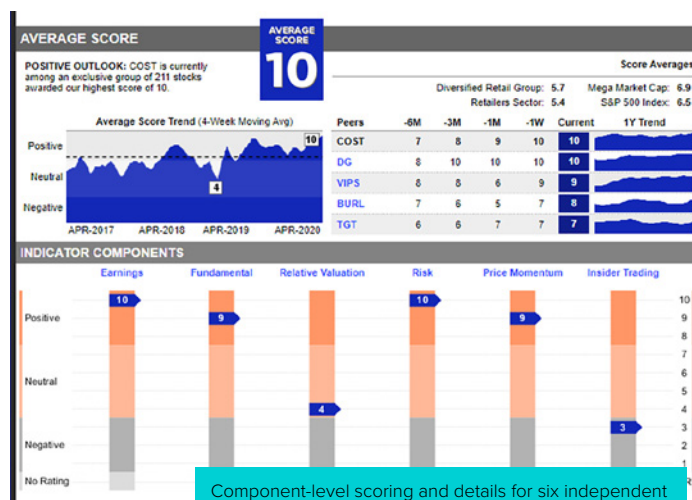 AVERAGE SCORE
AVERAGE
SCORE
10
POSITIVE OUTLOOK: COST is currently
among an exclusive group of 211 stocks
awarded our highest score of 10.
Score Averages
Diversified Retail Group: 5.7 Mega Market Cap: 6.9
Retailers Sector: 5.4 S&P 500 Index: 6.5
Average Score Trend (4-Week Moving Avg)
Positive
Neutral
Negative
10
4
APR-2017 APR-2018 APR-2019 APR-2020
Peers -6M -3M -1M -1W Current 1Y Trend
COST 7 8 9 10 10
DG 8 10 10 10 10
VIPS 8 8 6 9 9
BURL 7 6 5 7 8
TGT 6 6 7 7 7
INDICATOR COMPONENTS
Earnings Fundamental Relative Valuation Risk Price Momentum Insider Trading
Positive
Neutral
Negative
No Rating
10 9 4 10 9 3
10
9
8
7
6
5
4
3
2
1
Component-level scoring and details for six independent